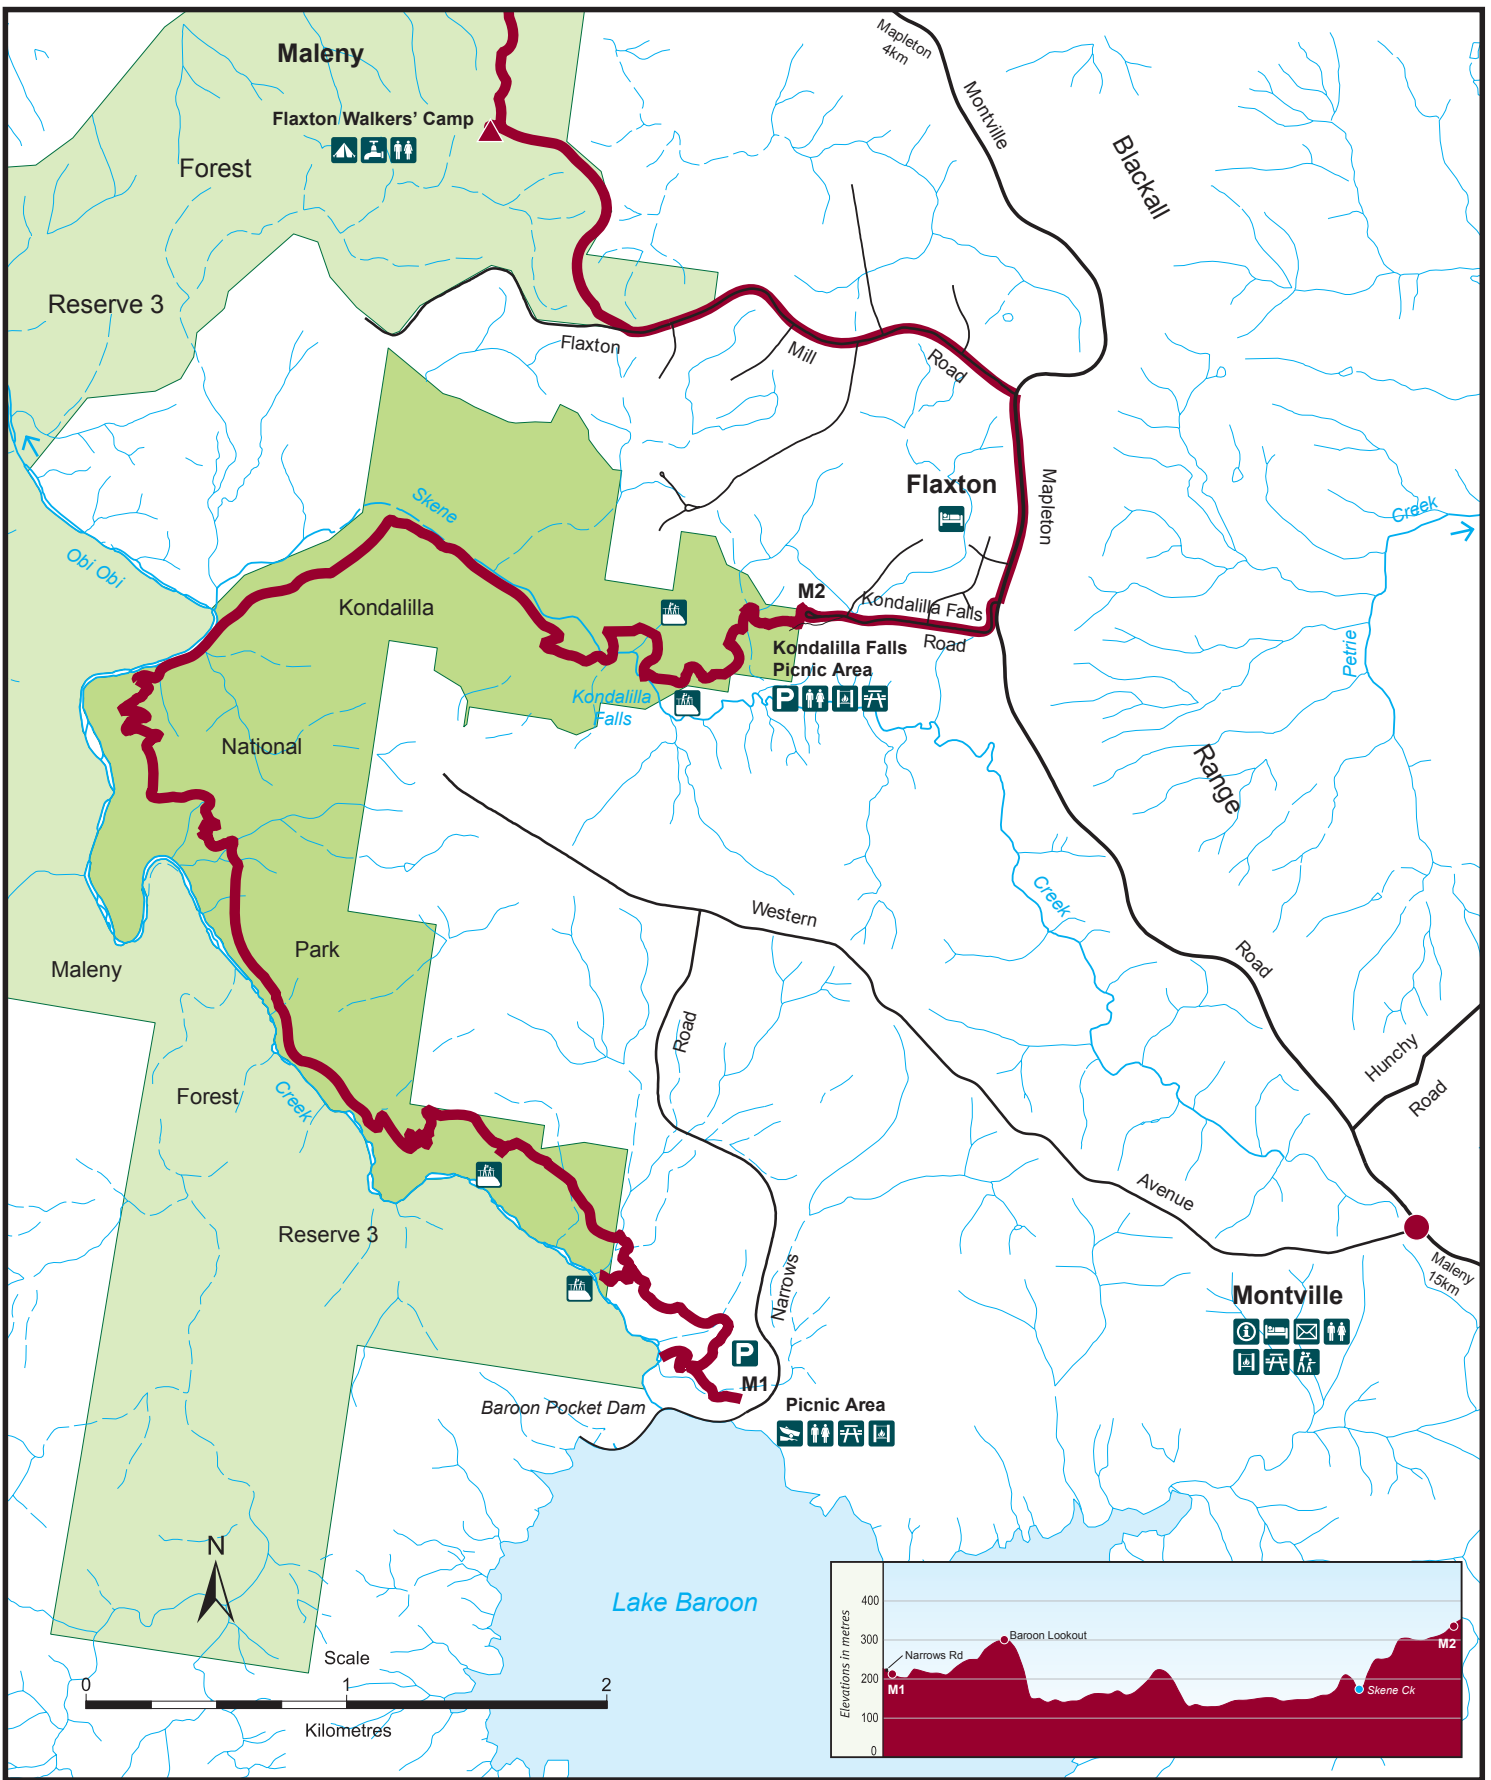 Maleny
Flaxton Walkers' Camp
Forest
Reserve 3
Mapleton
4km
Montville
Blackall
Flaxton
Mill
Road
Flaxton
Mapleton
Skene
Obi Obi
Creek
Petrie
M2
Kondalilla Falls
Road
Kondalilla
Kondalilla Falls
Picnic Area
P
Kondalilla
Falls
National
Range
Western
Creek
Road
Park
Maleny
Road
Hunchy
Road
Forest
Creek
Avenue
Reserve 3
Narrows
Maleny
15km
Montville
P
M1
Picnic Area
Baroon Pocket Dam
N
Lake Baroon
Scale
0
1
2
Kilometres
Elevations in metres
400
300
200
100
0
Narrows Rd
M1
Baroon Lookout
Skene Ck
M2